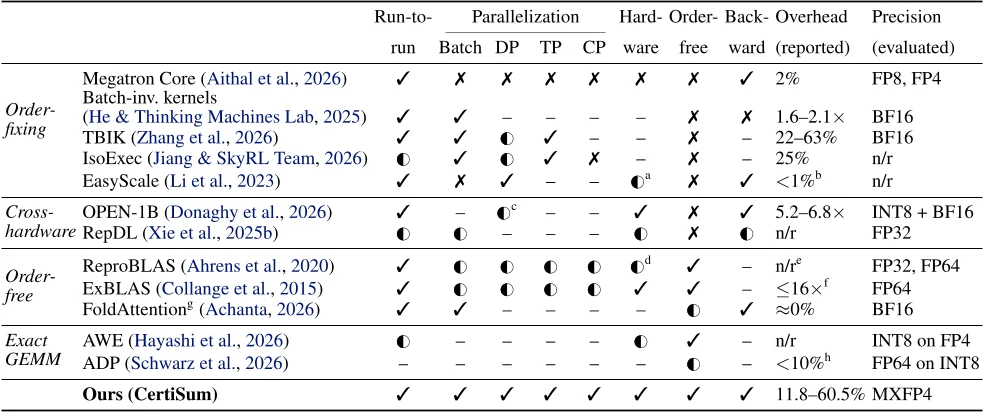 Run-to- Parallelization Hard- Order- Back- Overhead Precision
run Batch DP TP CP ware free ward (reported) (evaluated)
Order-fixing
Megatron Core (Aithal et al., 2026) ✓ ✗ ✗ ✗ ✗ ✗ ✗ ✓ 2% FP8, FP4
Batch-inv. kernels
(He & Thinking Machines Lab, 2025) ✓ ✓ – – – – ✗ ✗ 1.6–2.1× BF16
TBIK (Zhang et al., 2026) ✓ ✓ ◐ ✓ – – ✗ – 22–63% BF16
IsoExec (Jiang & SkyRL Team, 2026) ◐ ✓ ◐ ✓ ✗ – ✗ – 25% n/r
EasyScale (Li et al., 2023) ✓ ✗ ✓ – – ◐a ✗ ✓ <1%b n/r
Cross-hardware
OPEN-1B (Donaghy et al., 2026) ✓ – ◐c – – ✓ ✗ ✓ 5.2–6.8× INT8 + BF16
RepDL (Xie et al., 2025b) ◐ ◐ – – – ◐ ✗ ◐ n/r FP32
Order-free
ReproBLAS (Ahrens et al., 2020) ✓ ◐ ◐ ◐ ◐ ◐d ✓ – n/re FP32, FP64
ExBLAS (Collange et al., 2015) ✓ ◐ ◐ ◐ ◐ ✓ ✓ – ≤16×f FP64
FoldAttentiong (Achanta, 2026) ✓ ✓ – – – – ◐ ✓ ≈0% BF16
Exact GEMM
AWE (Hayashi et al., 2026) ◐ – – – – ◐ ✓ – n/r INT8 on FP4
ADP (Schwarz et al., 2026) – – – – – – ◐ – <10%h FP64 on INT8
Ours (CertiSum) ✓ ✓ ✓ ✓ ✓ ✓ ✓ ✓ 11.8–60.5% MXFP4